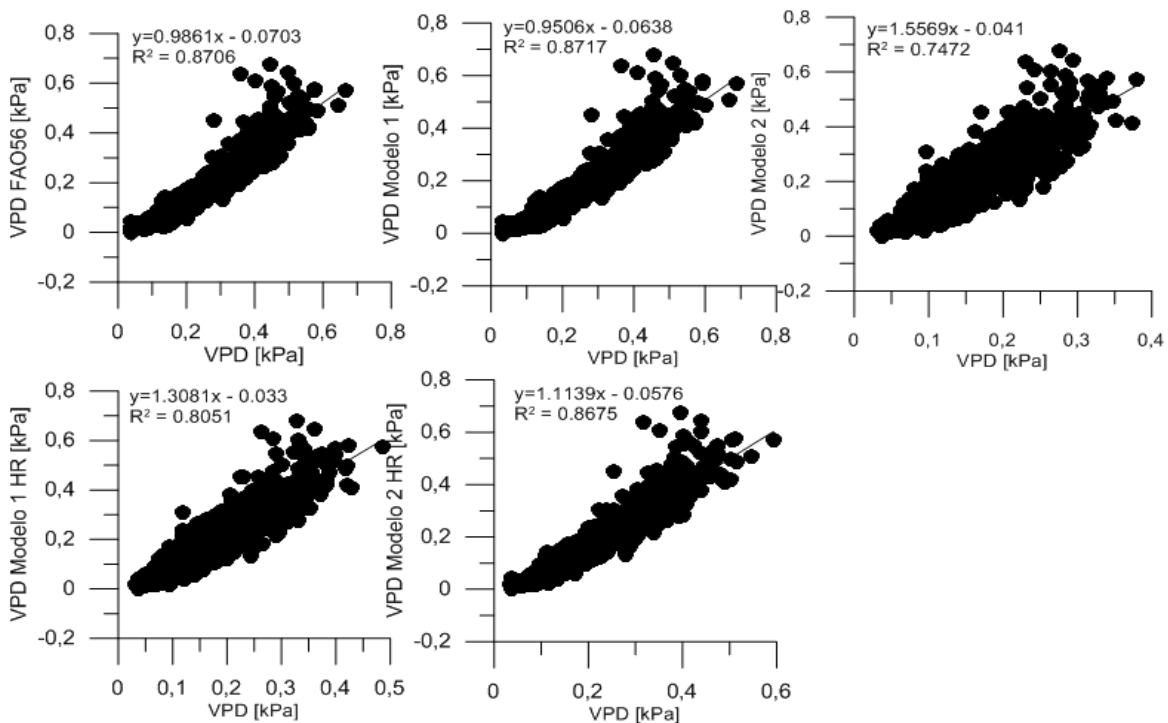 y=0.9861x - 0.0703
R² = 0.8706
VPD FAO56 [kPa]
0,8
0,6
0,4
0,2
0
-0,2
0
0,2
0,4
0,6
0,8
VPD [kPa]
y=0.9506x - 0.0638
R² = 0.8717
VPD Modelo 1 [kPa]
0,8
0,6
0,4
0,2
0
-0,2
0
0,2
0,4
0,6
0,8
VPD [kPa]
y=1.5569x - 0.041
R² = 0.7472
VPD Modelo 2 [kPa]
0,8
0,6
0,4
0,2
0
-0,2
0
0,1
0,2
0,3
0,4
VPD [kPa]
y=1.3081x - 0.033
R² = 0.8051
VPD Modelo 1 HR [kPa]
0,8
0,6
0,4
0,2
0
-0,2
0
0,1
0,2
0,3
0,4
0,5
VPD [kPa]
y=1.1139x - 0.0576
R² = 0.8675
VPD Modelo 2 HR [kPa]
0,8
0,6
0,4
0,2
0
-0,2
0
0,2
0,4
0,6
VPD [kPa]